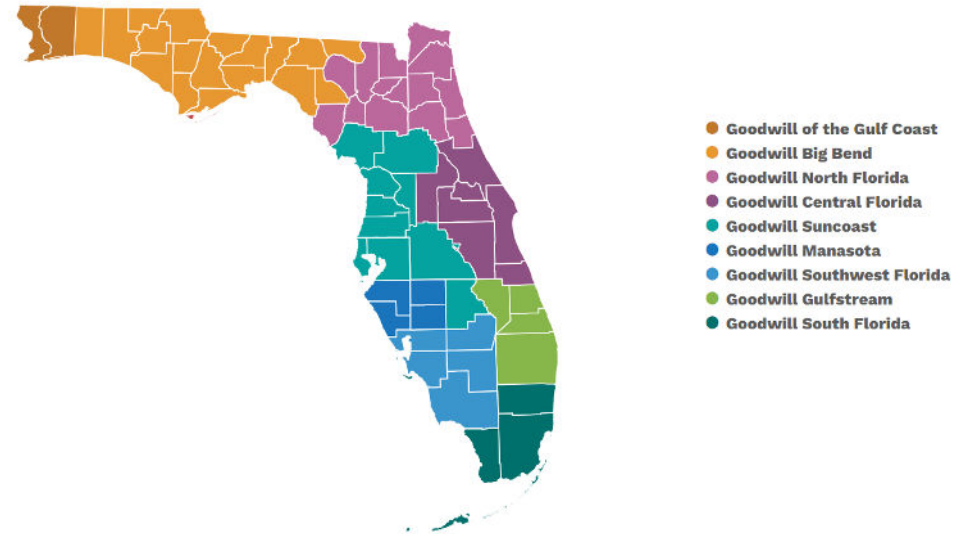 Goodwill of the Gulf Coast
Goodwill Big Bend
Goodwill North Florida
Goodwill Central Florida
Goodwill Suncoast
Goodwill Manasota
Goodwill Southwest Florida
Goodwill Gulfstream
Goodwill South Florida